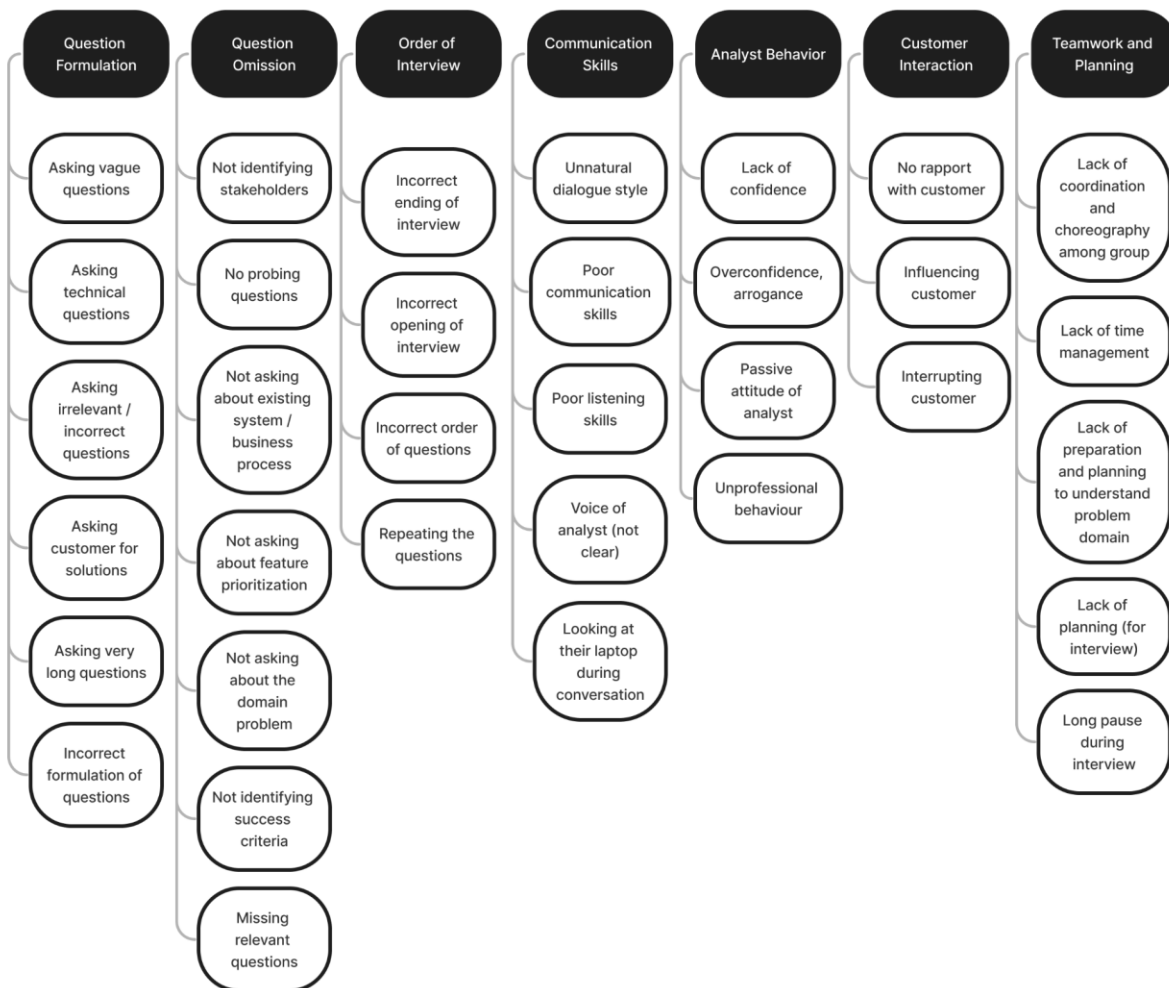 Question
Formulation
Asking vague
questions
Asking
technical
questions
Asking
irrelevant /
incorrect
questions
Asking
customer for
solutions
Asking very
long questions
Incorrect
formulation of
questions
Question
Omission
Not identifying
stakeholders
No probing
questions
Not asking
about existing
system /
business
process
Not asking
about feature
prioritization
Not asking
about the
domain
problem
Not identifying
success
criteria
Missing
relevant
questions
Order of
Interview
Incorrect
ending of
interview
Incorrect
opening of
interview
Incorrect order
of questions
Repeating the
questions
Communication
Skills
Unnatural
dialogue style
Poor
communication
skills
Poor listening
skills
Voice of
analyst (not
clear)
Looking at
their laptop
during
conversation
Analyst Behavior
Lack of
confidence
Overconfidence,
arrogance
Passive
attitude of
analyst
Unprofessional
behaviour
Customer
Interaction
No rapport
with customer
Influencing
customer
Interrupting
customer
Teamwork and
Planning
Lack of
coordination
and
choreography
among group
Lack of time
management
Lack of
preparation
and planning
to understand
problem
domain
Lack of
planning (for
interview)
Long pause
during
interview